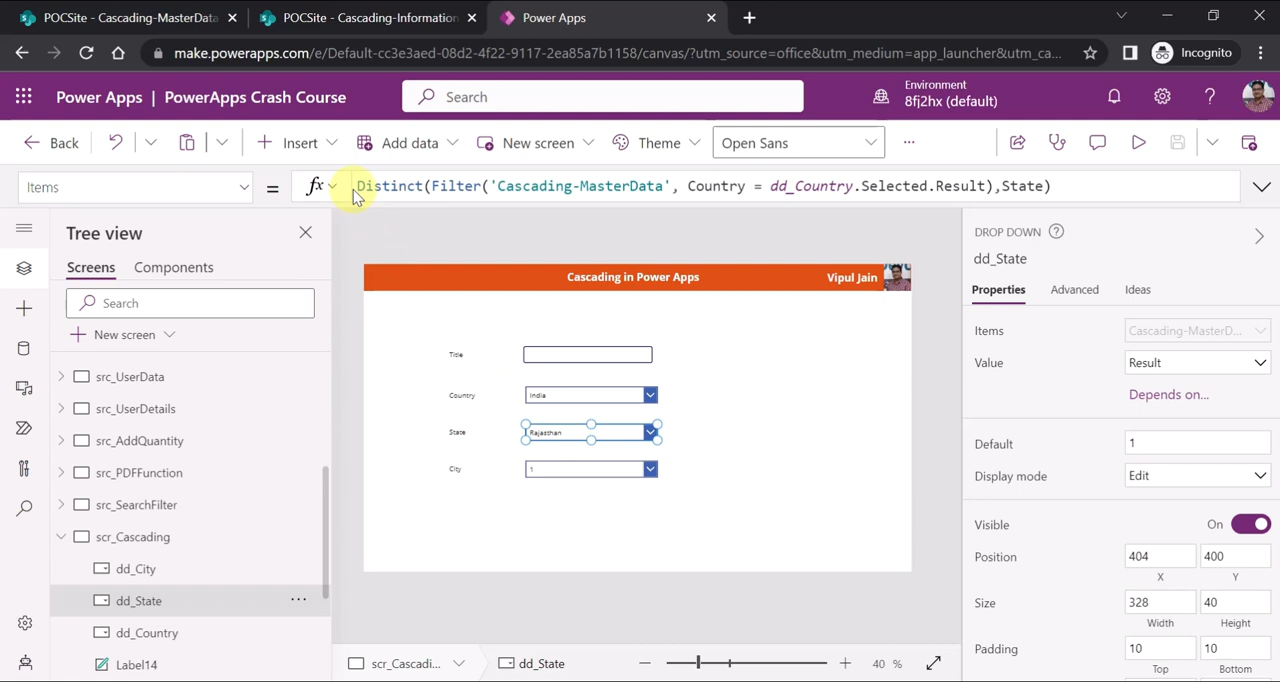 POCSite - Cascading-MasterData
POCSite - Cascading-Information
Power Apps
make.powerapps.com/e/Default-cc3e3aed-08d2-4f22-9117-2ea85a7b1158/canvas/?utm_source=office&utm_medium=app_launcher&utm_ca...
Incognito
Power Apps | PowerApps Crash Course
Search
Environment
8fj2hx (default)
Back
Insert
Add data
New screen
Theme
Open Sans
Items
= fx
Distinct(Filter('Cascading-MasterData', Country = dd_Country.Selected.Result),State)
Tree view
Screens
Components
Search
New screen
src_UserData
src_UserDetails
src_AddQuantity
src_PDFFunction
src_SearchFilter
scr_Cascading
dd_City
dd_State
dd_Country
Label14
Cascading in Power Apps
Vipul Jain
Title
Country
India
State
Rajasthan
City
1
scr_Cascadi...
dd_State
40 %
DROP DOWN
dd_State
Properties
Advanced
Ideas
Items
Cascading-MasterD...
Value
Result
Depends on...
Default
1
Display mode
Edit
Visible
On
Position
404
400
X
Y
Size
328
40
Width
Height
Padding
10
10
Top
Bottom